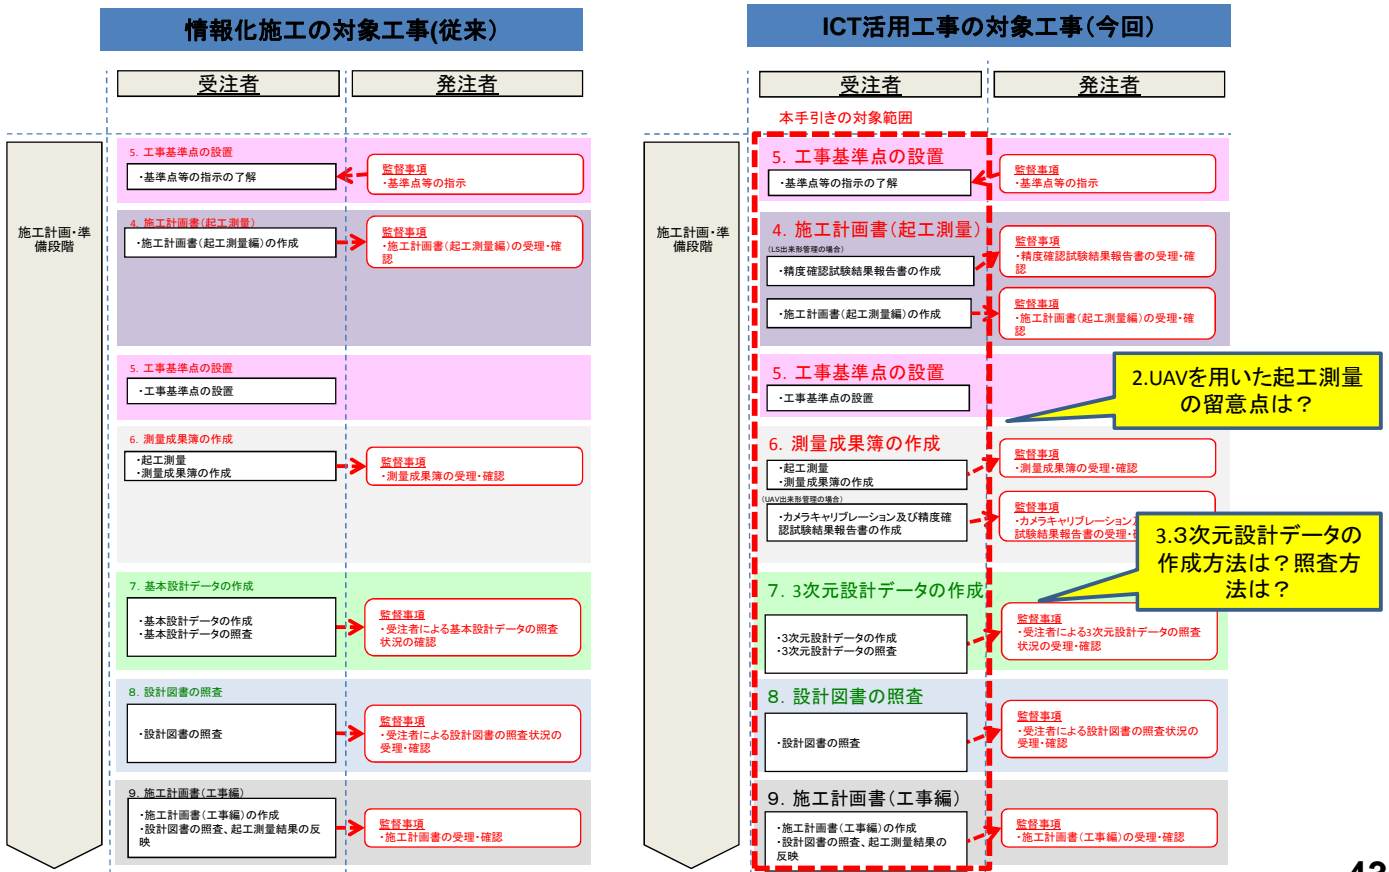 情報化施工の対象工事(従来）
受注者
発注者
施工計画・準
備段階
5. 工事基準点の設置
・基準点等の指示の了解
監督事項
・基準点等の指示
4. 施工計画書（起工測量）
・施工計画書（起工測量編）の作成
監督事項
・施工計画書（起工測量編）の受理・確
認
5. 工事基準点の設置
・工事基準点の設置
6. 測量成果簿の作成
・起工測量
・測量成果簿の作成
監督事項
・測量成果簿の受理・確認
7. 基本設計データの作成
・基本設計データの作成
・基本設計データの照査
監督事項
・受注者による基本設計データの照査
状況の確認
8. 設計図書の照査
・設計図書の照査
監督事項
・受注者による設計図書の照査状況の
受理・確認
9. 施工計画書（工事編）
・施工計画書（工事編）の作成
・設計図書の照査、起工測量結果の反
映
監督事項
・施工計画書の受理・確認
ICT活用工事の対象工事（今回）
受注者
発注者
本手引きの対象範囲
施工計画・準
備段階
5. 工事基準点の設置
・基準点等の指示の了解
監督事項
・基準点等の指示
4. 施工計画書（起工測量）
（LS出来形管理の場合）
・精度確認試験結果報告書の作成
監督事項
・精度確認試験結果報告書の受理・確
認
・施工計画書（起工測量編）の作成
監督事項
・施工計画書（起工測量編）の受理・確
認
5. 工事基準点の設置
・工事基準点の設置
2.UAVを用いた起工測量
の留意点は？
6. 測量成果簿の作成
・起工測量
・測量成果簿の作成
監督事項
・測量成果簿の受理・確認
（UAV出来形管理の場合）
・カメラキャリブレーション及び精度確
認試験結果報告書の作成
監督事項
・カメラキャリブレーション
試験結果報告書の受理・
3.3次元設計データの
作成方法は？照査方
法は？
7. 3次元設計データの作成
・3次元設計データの作成
・3次元設計データの照査
監督事項
・受注者による3次元設計データの照査
状況の受理・確認
8. 設計図書の照査
・設計図書の照査
監督事項
・受注者による設計図書の照査状況の
受理・確認
9. 施工計画書（工事編）
・施工計画書（工事編）の作成
・設計図書の照査、起工測量結果の
反映
監督事項
・施工計画書（工事編）の受理・確認